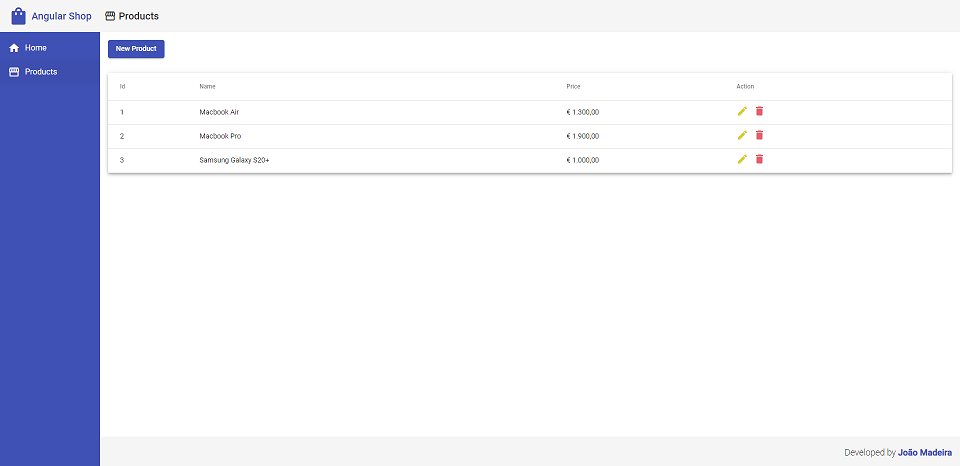 Angular Shop Products
Home
Products
New Product
Id Name Price Action
1 Macbook Air € 1.300,00
2 Macbook Pro € 1.900,00
3 Samsung Galaxy S20+ € 1.000,00
Developed by João Madeira